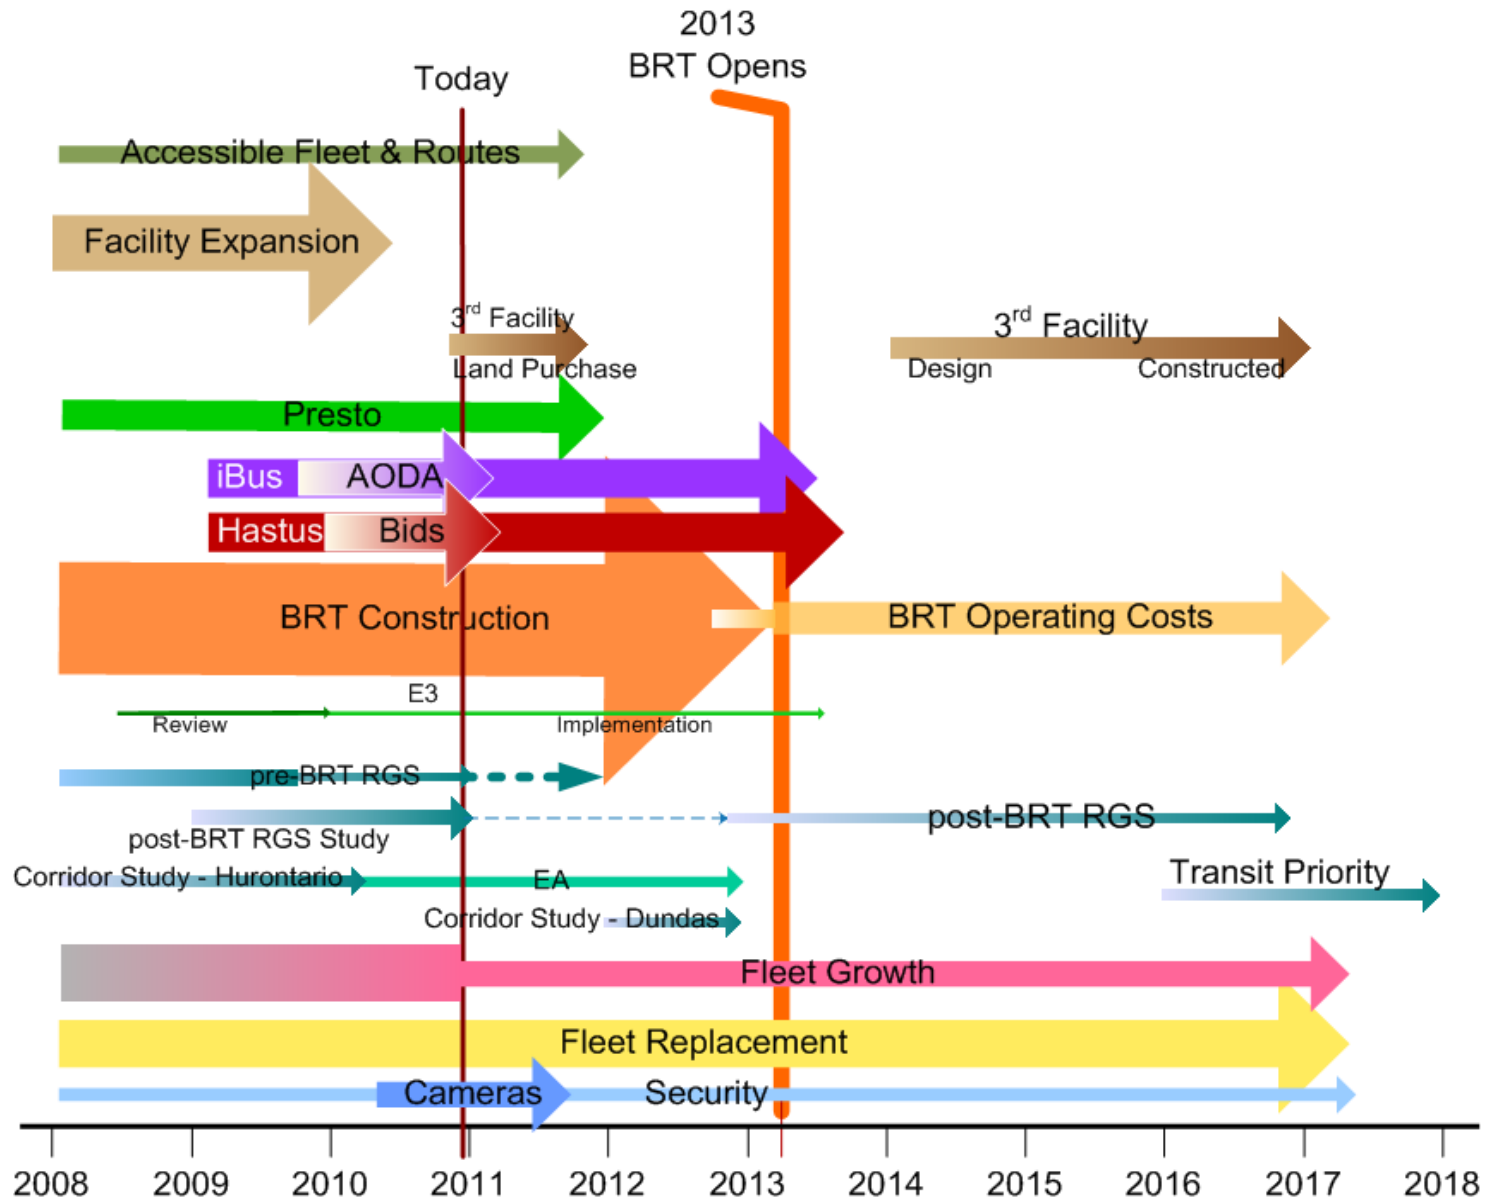 2013
BRT Opens
Today
Accessible Fleet & Routes
Facility Expansion
3rd Facility
Land Purchase
3rd Facility
Design
Constructed
Presto
iBus
AODA
Hastus
Bids
BRT Construction
BRT Operating Costs
E3
Review
Implementation
pre-BRT RGS
post-BRT RGS
post-BRT RGS Study
Corridor Study - Hurontario
EA
Transit Priority
Corridor Study - Dundas
Fleet Growth
Fleet Replacement
Cameras
Security
2008 2009 2010 2011 2012 2013 2014 2015 2016 2017 2018